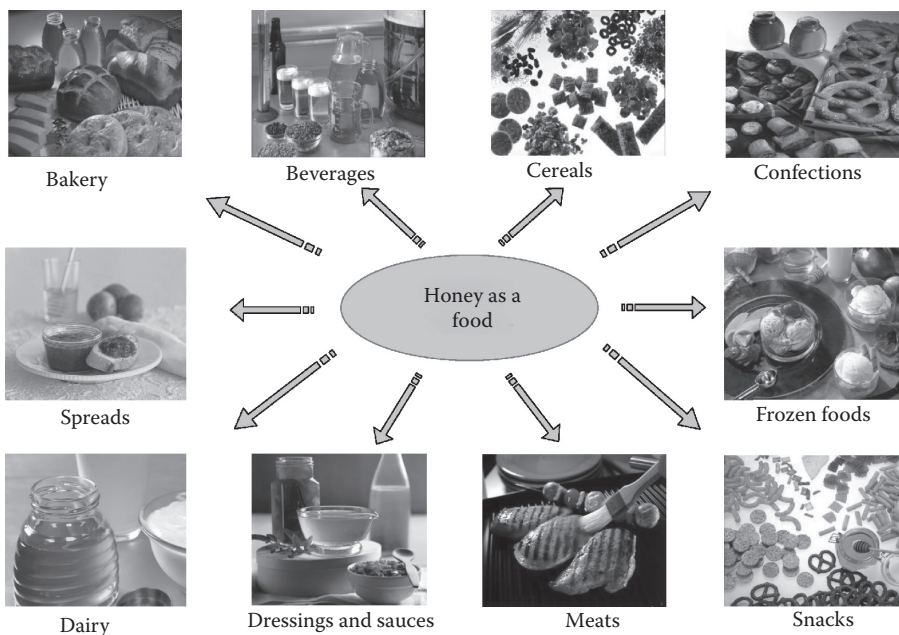 Bakery
Beverages
Cereals
Confections
Honey as a
food
Spreads
Frozen foods
Dairy
Dressings and sauces
Meats
Snacks